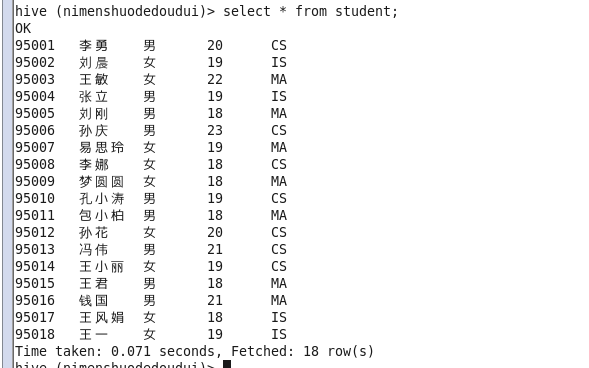 hive (nimenshuodedoudui)> select * from student;
OK
95001 李勇 男 20 CS
95002 刘晨 女 19 IS
95003 王敏 女 22 MA
95004 张立 男 19 IS
95005 刘刚 男 18 MA
95006 孙庆 男 23 CS
95007 易思玲 女 19 MA
95008 李娜 女 18 CS
95009 梦圆圆 女 18 MA
95010 孔小涛 男 19 CS
95011 包小柏 男 18 MA
95012 孙花 女 20 CS
95013 冯伟 男 21 CS
95014 王小丽 女 19 CS
95015 王君 男 18 MA
95016 钱国 男 21 MA
95017 王风娟 女 18 IS
95018 王一 女 19 IS
Time taken: 0.071 seconds, Fetched: 18 row(s)
hive (nimenshuodedoudui)>